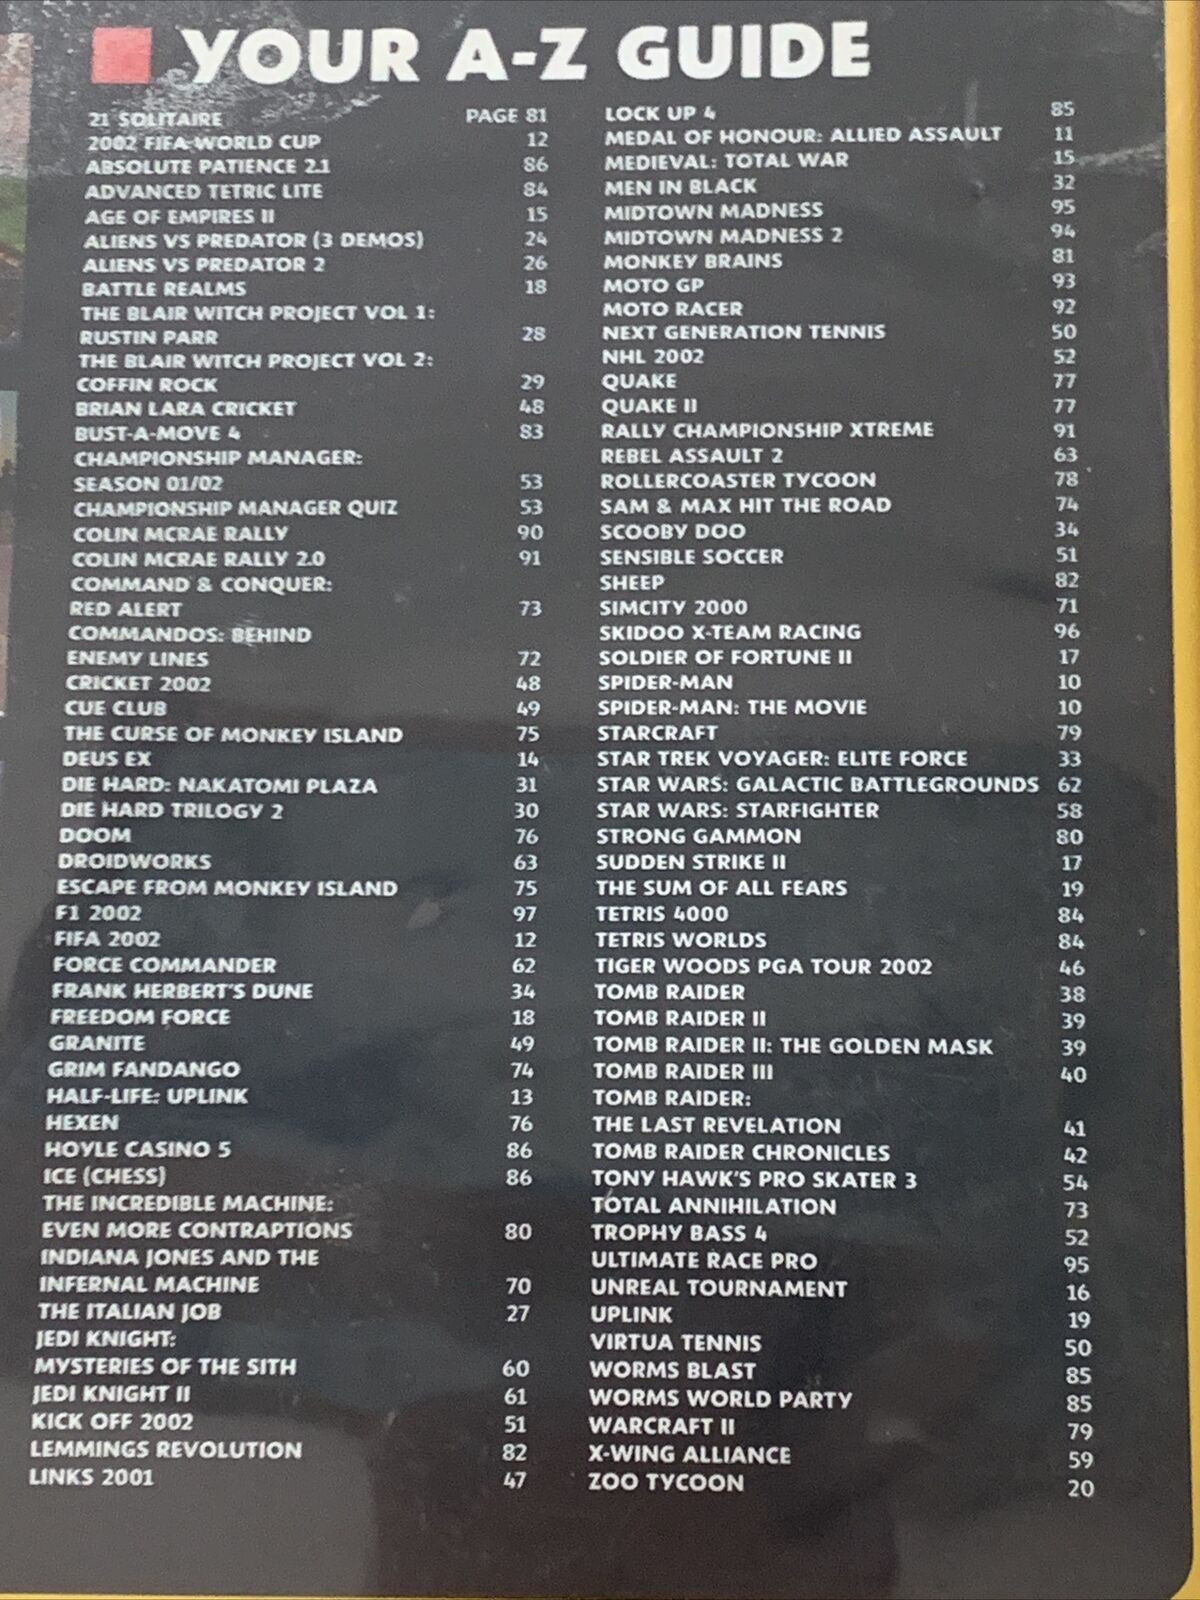 YOUR A-Z GUIDE
21 SOLITAIRE PAGE 81
2002 FIFA WORLD CUP 12
ABSOLUTE PATIENCE 2.1 86
ADVANCED TETRIC LITE 84
AGE OF EMPIRES II 15
ALIENS VS PREDATOR (3 DEMOS) 24
ALIENS VS PREDATOR 2 26
BATTLE REALMS 18
THE BLAIR WITCH PROJECT VOL 1:
RUSTIN PARR 28
THE BLAIR WITCH PROJECT VOL 2:
COFFIN ROCK 29
BRIAN LARA CRICKET 48
BUST-A-MOVE 4 83
CHAMPIONSHIP MANAGER:
SEASON 01/02 53
CHAMPIONSHIP MANAGER QUIZ 53
COLIN MCRAE RALLY 90
COLIN MCRAE RALLY 2.0 91
COMMAND & CONQUER:
RED ALERT 73
COMMANDOS: BEHIND
ENEMY LINES 72
CRICKET 2002 48
CUE CLUB 49
THE CURSE OF MONKEY ISLAND 75
DEUS EX 14
DIE HARD: NAKATOMI PLAZA 31
DIE HARD TRILOGY 2 30
DOOM 76
DROIDWORKS 63
ESCAPE FROM MONKEY ISLAND 75
F1 2002 97
FIFA 2002 12
FORCE COMMANDER 62
FRANK HERBERT'S DUNE 34
FREEDOM FORCE 18
GRANITE 49
GRIM FANDANGO 74
HALF-LIFE: UPLINK 13
HEXEN 76
HOYLE CASINO 5 86
ICE (CHESS) 86
THE INCREDIBLE MACHINE:
EVEN MORE CONTRAPTIONS 80
INDIANA JONES AND THE
INFERNAL MACHINE 70
THE ITALIAN JOB 27
JEDI KNIGHT:
MYSTERIES OF THE SITH 60
JEDI KNIGHT II 61
KICK OFF 2002 51
LEMMINGS REVOLUTION 82
LINKS 2001 47
LOCK UP 4 85
MEDAL OF HONOUR: ALLIED ASSAULT 11
MEDIEVAL: TOTAL WAR 15
MEN IN BLACK 32
MIDTOWN MADNESS 95
MIDTOWN MADNESS 2 94
MONKEY BRAINS 81
MOTO GP 93
MOTO RACER 92
NEXT GENERATION TENNIS 50
NHL 2002 52
QUAKE 77
QUAKE II 77
RALLY CHAMPIONSHIP XTREME 91
REBEL ASSAULT 2 63
ROLLERCOASTER TYCOON 78
SAM & MAX HIT THE ROAD 74
SCOOBY DOO 34
SENSIBLE SOCCER 51
SHEEP 82
SIMCITY 2000 71
SKIDOO X-TEAM RACING 96
SOLDIER OF FORTUNE II 17
SPIDER-MAN 10
SPIDER-MAN: THE MOVIE 10
STARCRAFT 79
STAR TREK VOYAGER: ELITE FORCE 33
STAR WARS: GALACTIC BATTLEGROUNDS 62
STAR WARS: STARFIGHTER 58
STRONG GAMMON 80
SUDDEN STRIKE II 17
THE SUM OF ALL FEARS 19
TETRIS 4000 84
TETRIS WORLDS 84
TIGER WOODS PGA TOUR 2002 46
TOMB RAIDER 38
TOMB RAIDER II 39
TOMB RAIDER II: THE GOLDEN MASK 39
TOMB RAIDER III 40
TOMB RAIDER:
THE LAST REVELATION 41
TOMB RAIDER CHRONICLES 42
TONY HAWK'S PRO SKATER 3 54
TOTAL ANNIHILATION 73
TROPHY BASS 4 52
ULTIMATE RACE PRO 95
UNREAL TOURNAMENT 16
UPLINK 19
VIRTUA TENNIS 50
WORMS BLAST 85
WORMS WORLD PARTY 85
WARCRAFT II 79
X-WING ALLIANCE 59
ZOO TYCOON 20